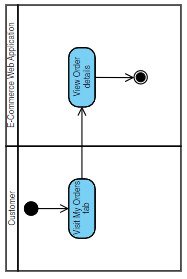 E-Commerce Web Application
View Order
details
Customer
Visit My Orders
tab